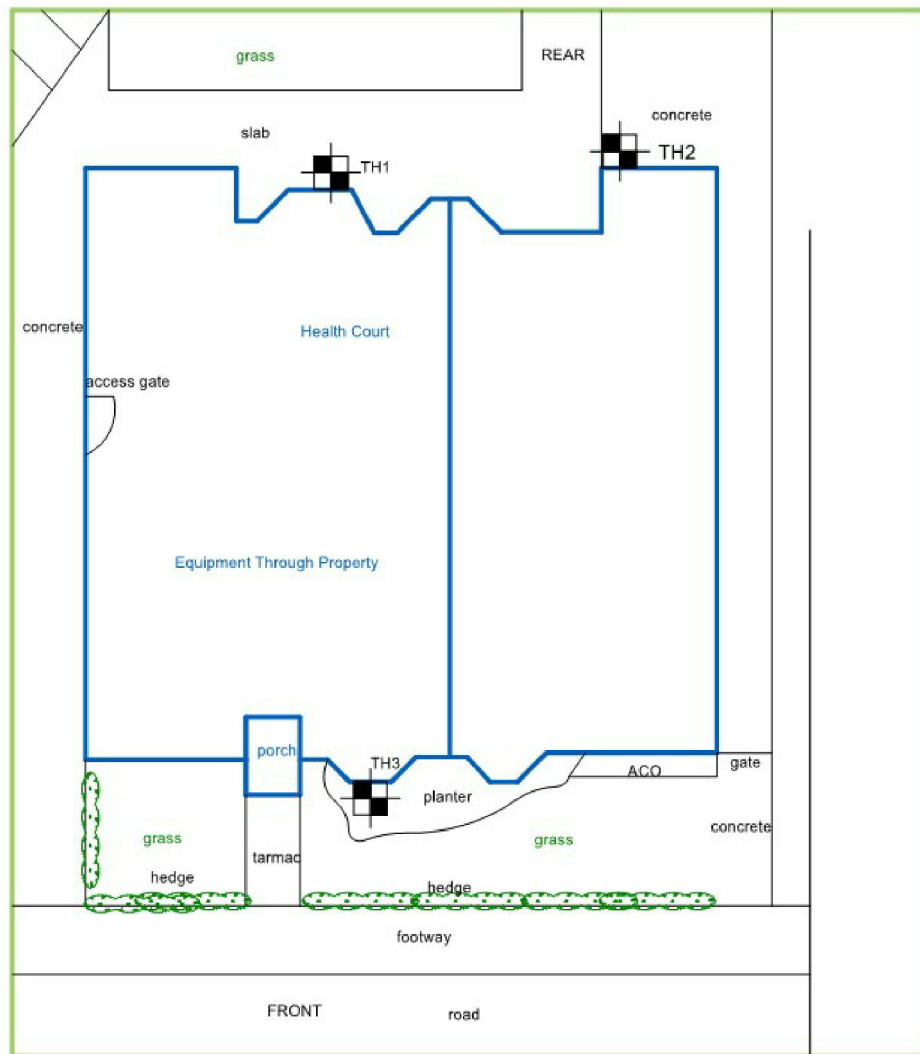 grass
REAR
concrete
slab
TH1
TH2
concrete
Health Court
access gate
Equipment Through Property
porch
TH3
gate
ACO
planter
concrete
grass
grass
tarmac
hedge
hedge
footway
FRONT
road